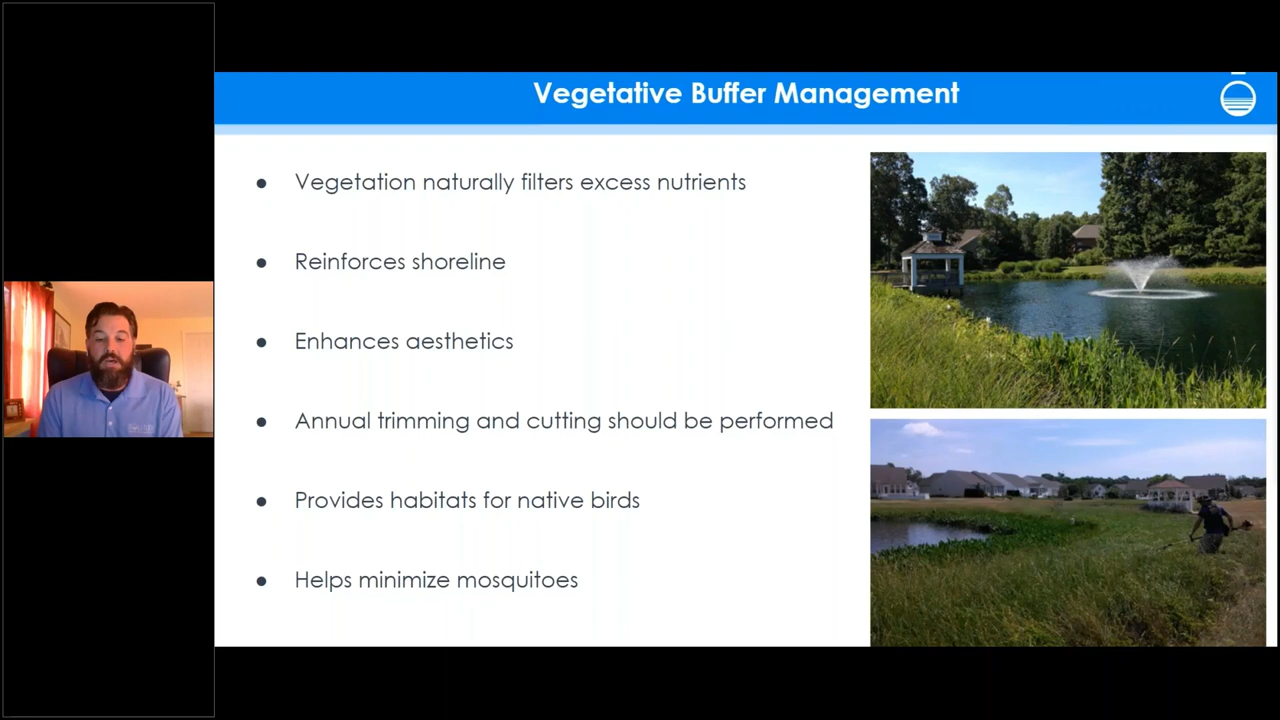 Vegetative Buffer Management
● Vegetation naturally filters excess nutrients
● Reinforces shoreline
● Enhances aesthetics
● Annual trimming and cutting should be performed
● Provides habitats for native birds
● Helps minimize mosquitoes